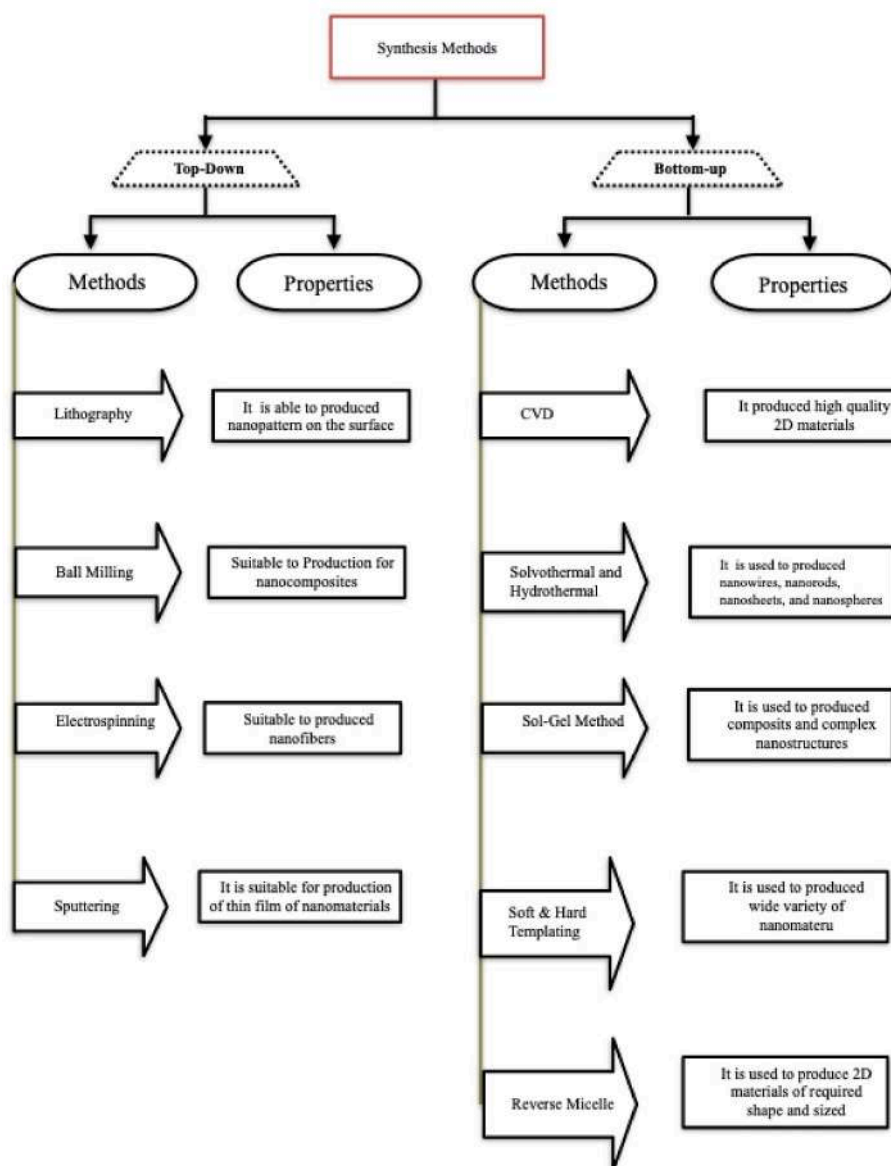 Synthesis Methods
Top-Down
Bottom-up
Methods
Properties
Methods
Properties
Lithography
It is able to produced
nanopattern on the surface
CVD
It produced high quality
2D materials
Ball Milling
Suitable to Production for
nanocomposites
Solvothermal and
Hydrothermal
It is used to produced
nanowires, nanorods,
nanosheets, and nanospheres
Electrospinning
Suitable to produced
nanofibers
Sol-Gel Method
It is used to produced
composits and complex
nanostructures
Sputtering
It is suitable for production
of thin film of nanomaterials
Soft & Hard
Templating
It is used to produced
wide variety of
nanomateru
Reverse Micelle
It is used to produce 2D
materials of required
shape and sized